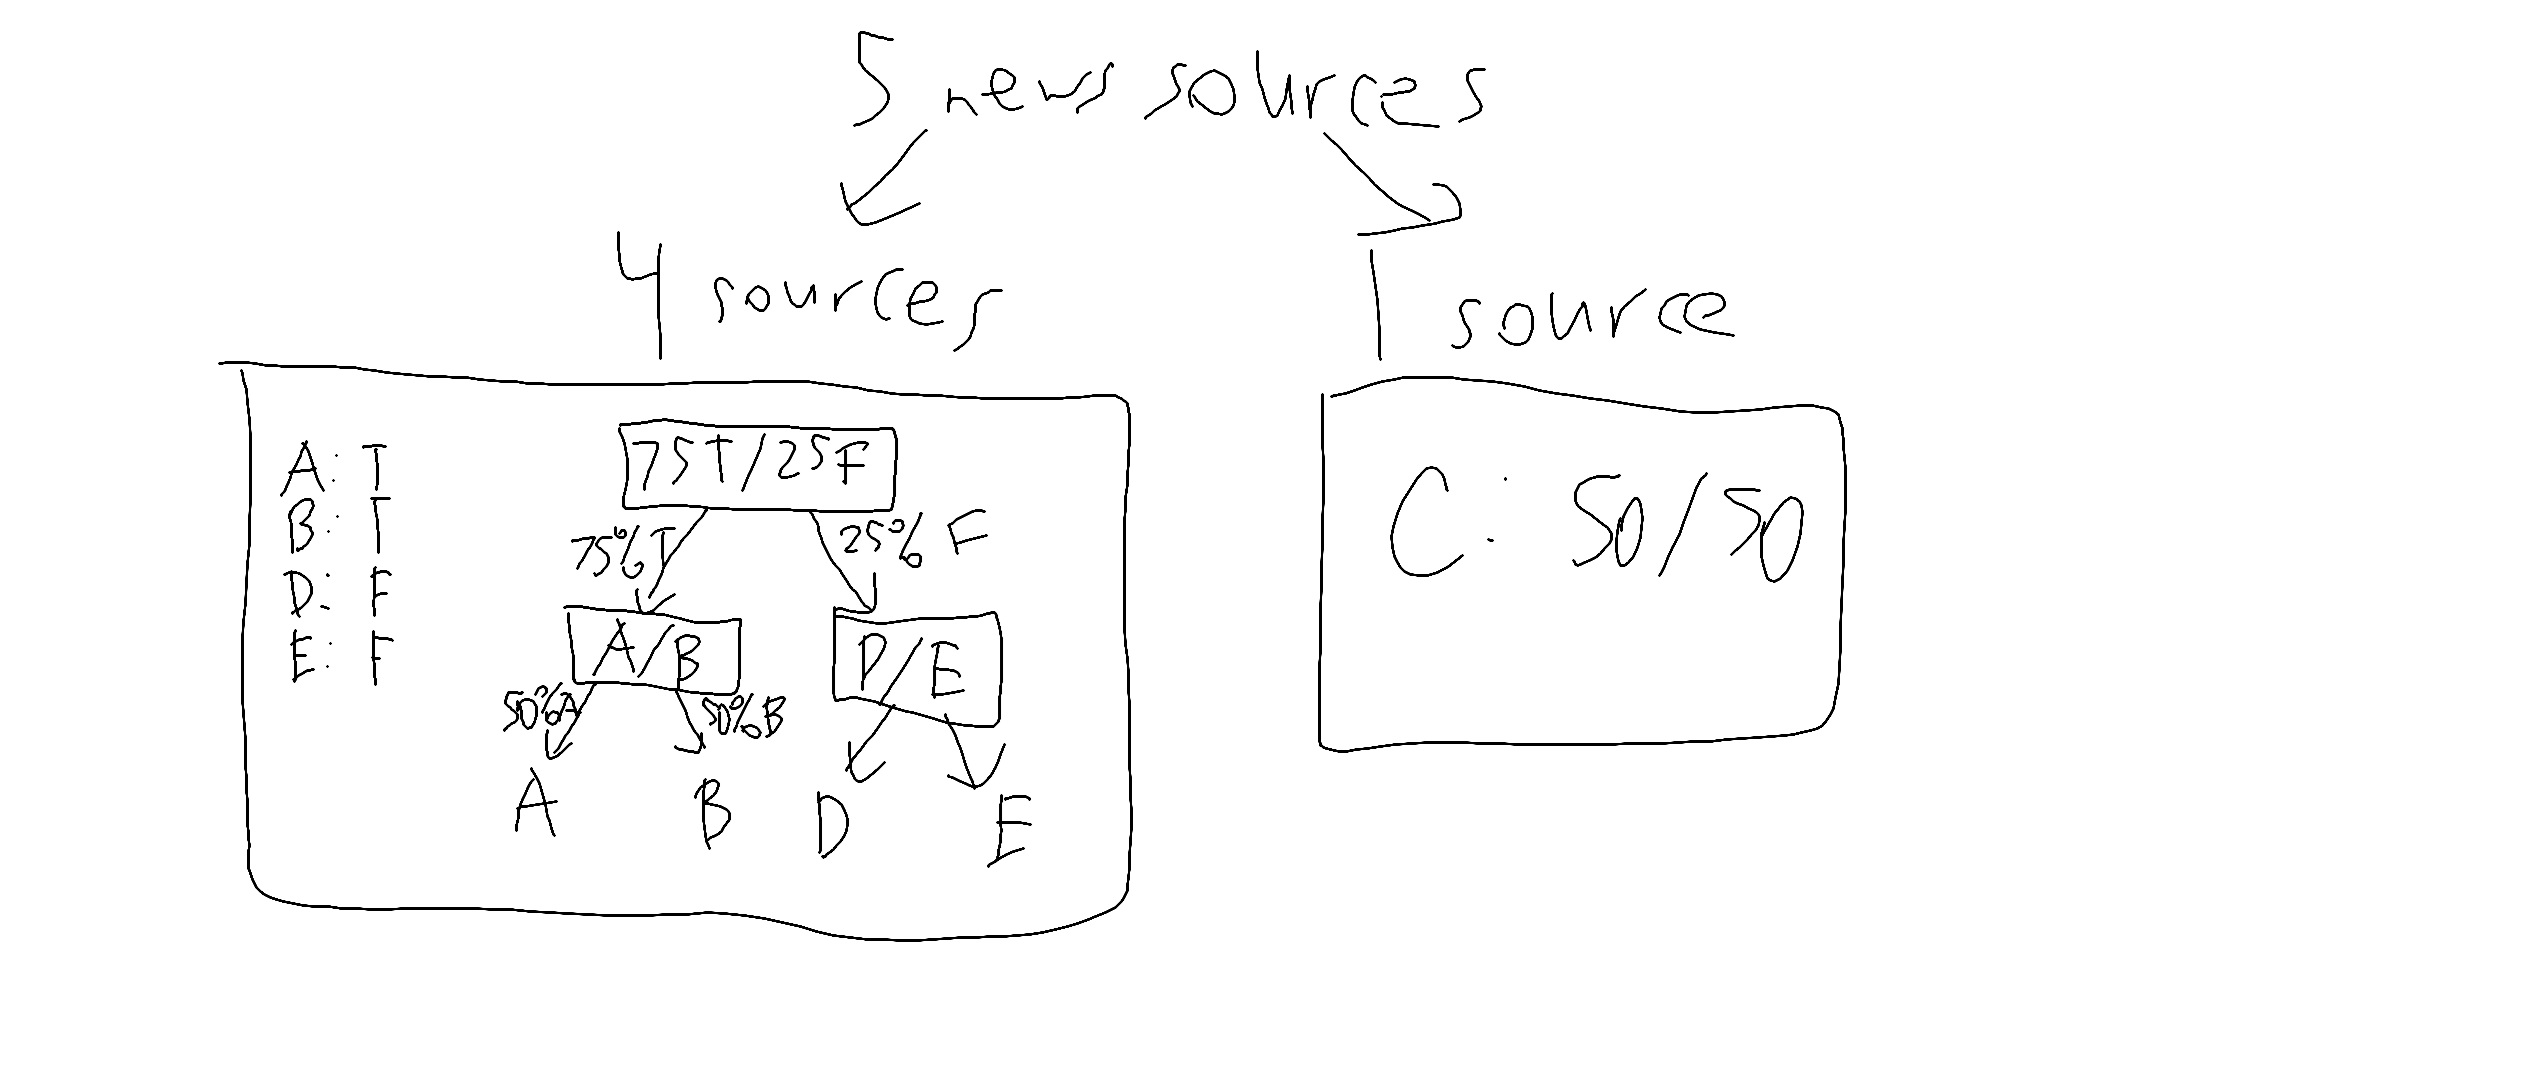 5 news sources
4 sources
1 source
A: T
B: T
D: F
E: F
75T/25F
75% T
25% F
A/B
D/E
50% A
50% B
A
B
D
E
C: 50/50